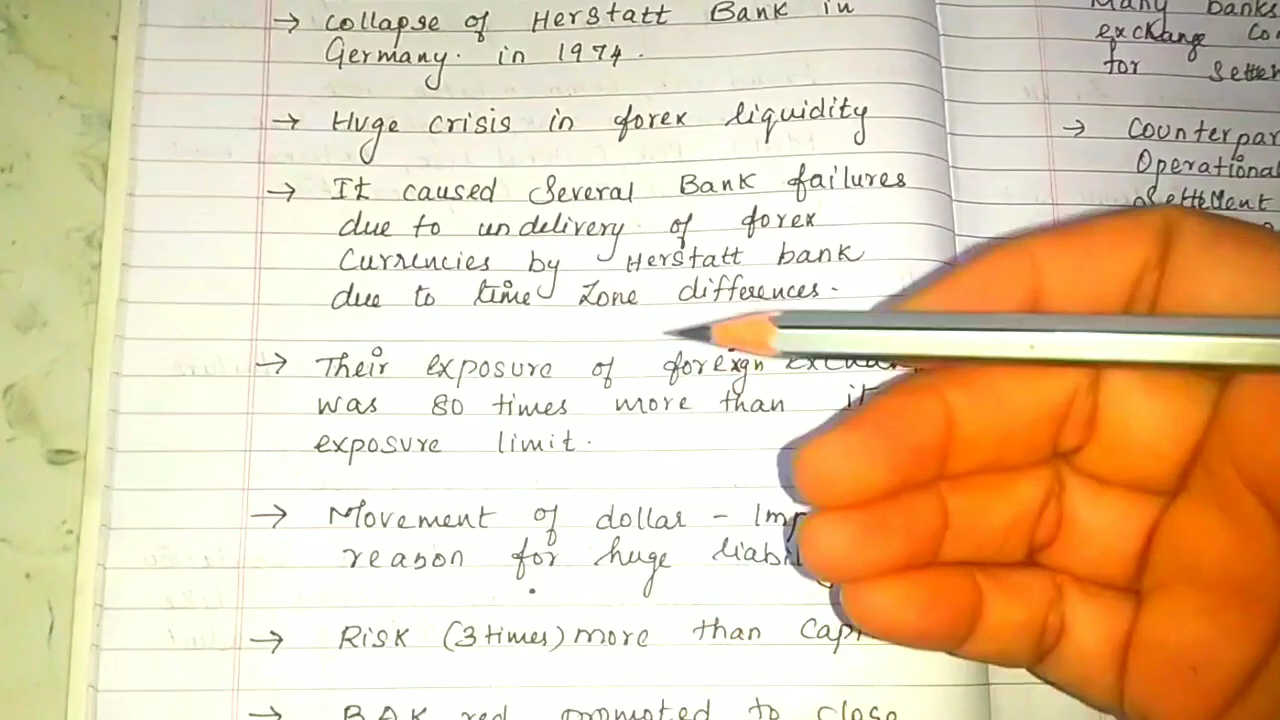 → Collapse of Herstatt Bank in
Germany. in 1974.
→ Huge crisis in forex liquidity
→ It caused Several Bank failures
due to undelivery of forex
Currencies by Herstatt bank
due to time Zone differences.
→ Their exposure of foreign
was 80 times more than
exposure limit.
→ Movement of dollar -
reason for huge
→ Risk (3 times) more than
→ to close
Many banks
exchange
for
→
Operational